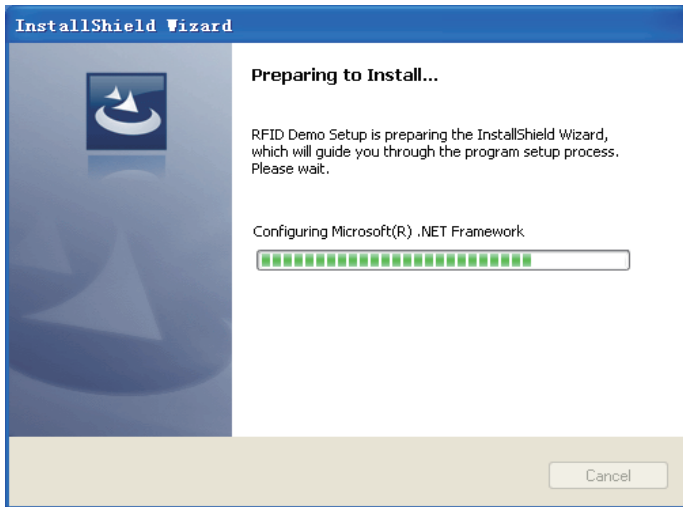 InstallShield Wizard
Preparing to Install...
RFID Demo Setup is preparing the InstallShield Wizard,
which will guide you through the program setup process.
Please wait.
Configuring Microsoft(R) .NET Framework
Cancel